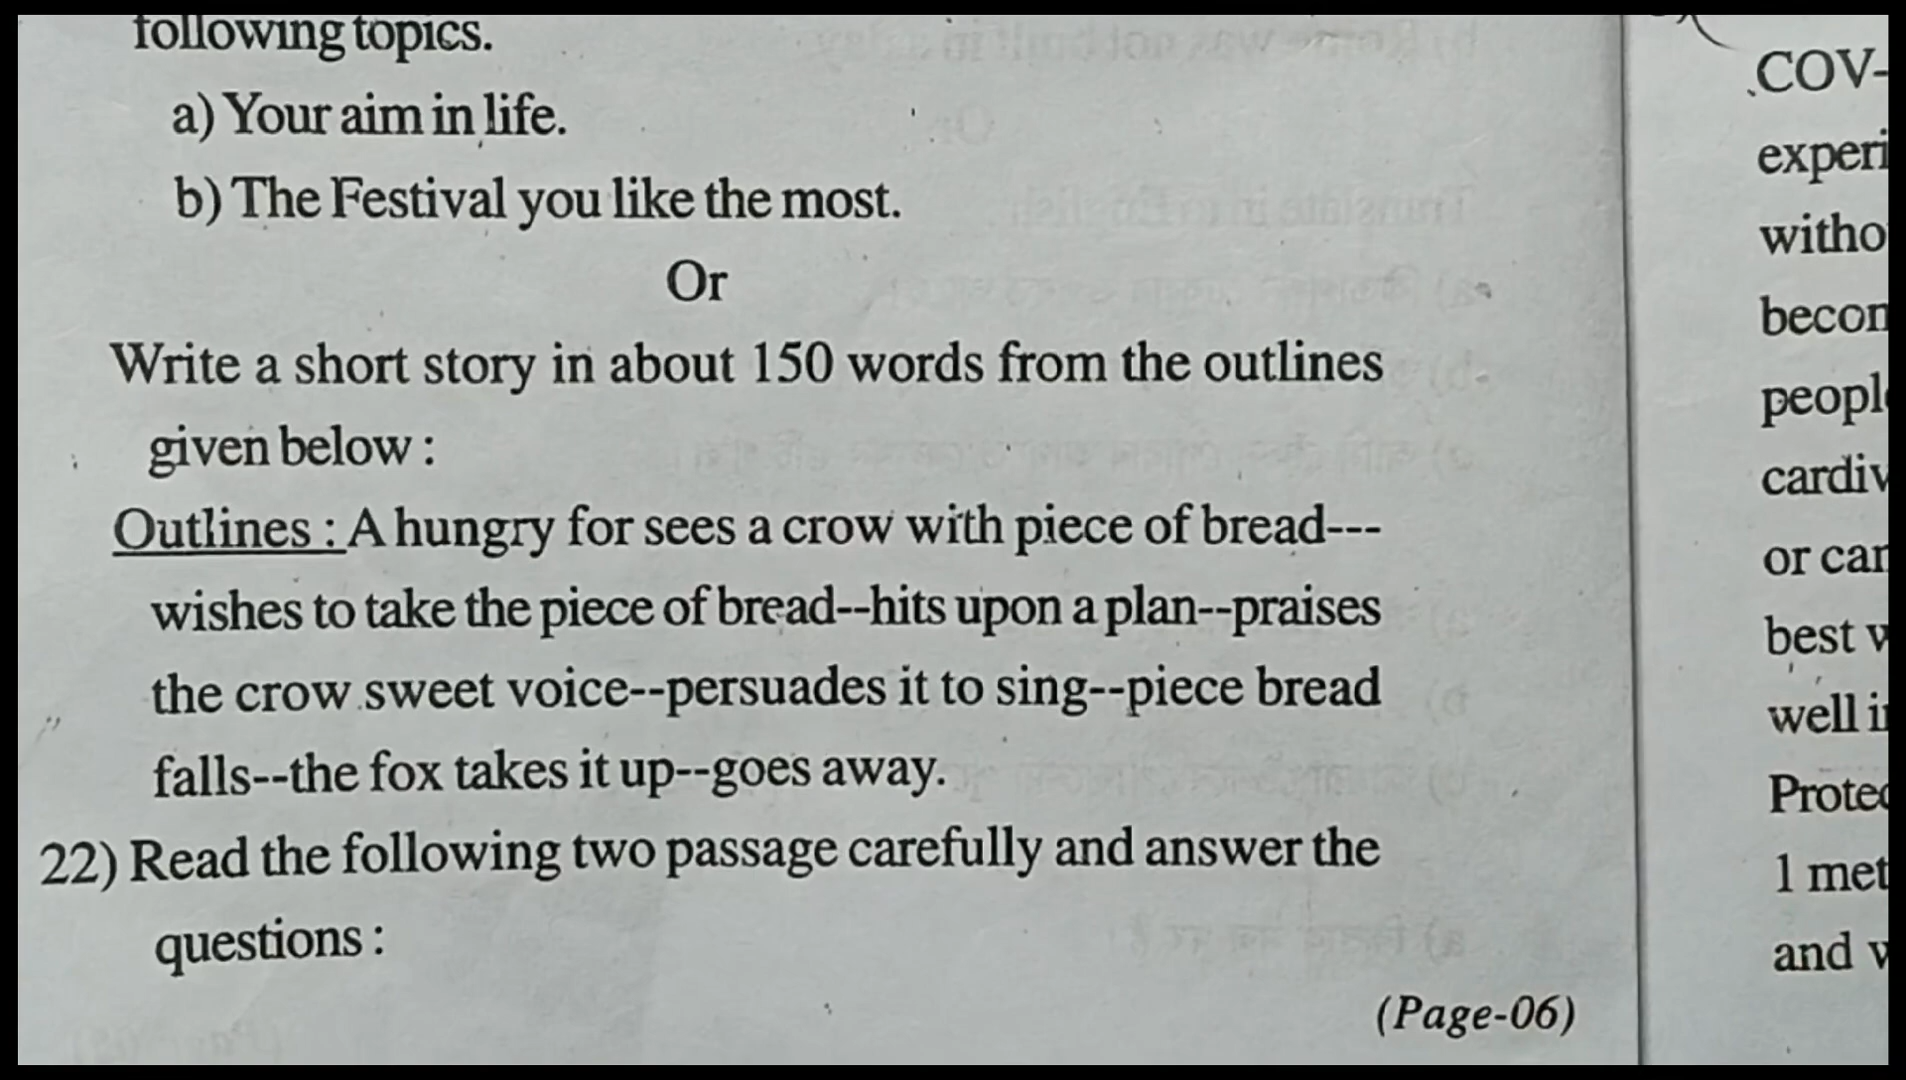 following topics.
a) Your aim in life.
b) The Festival you like the most.
Or
Write a short story in about 150 words from the outlines
given below :
Outlines : A hungry for sees a crow with piece of bread---
wishes to take the piece of bread--hits upon a plan--praises
the crow sweet voice--persuades it to sing--piece bread
falls--the fox takes it up--goes away.
22) Read the following two passage carefully and answer the
questions :
(Page-06)
COV-
experi
witho
becom
peopl
cardiv
or can
best w
well i
Protec
1 met
and w